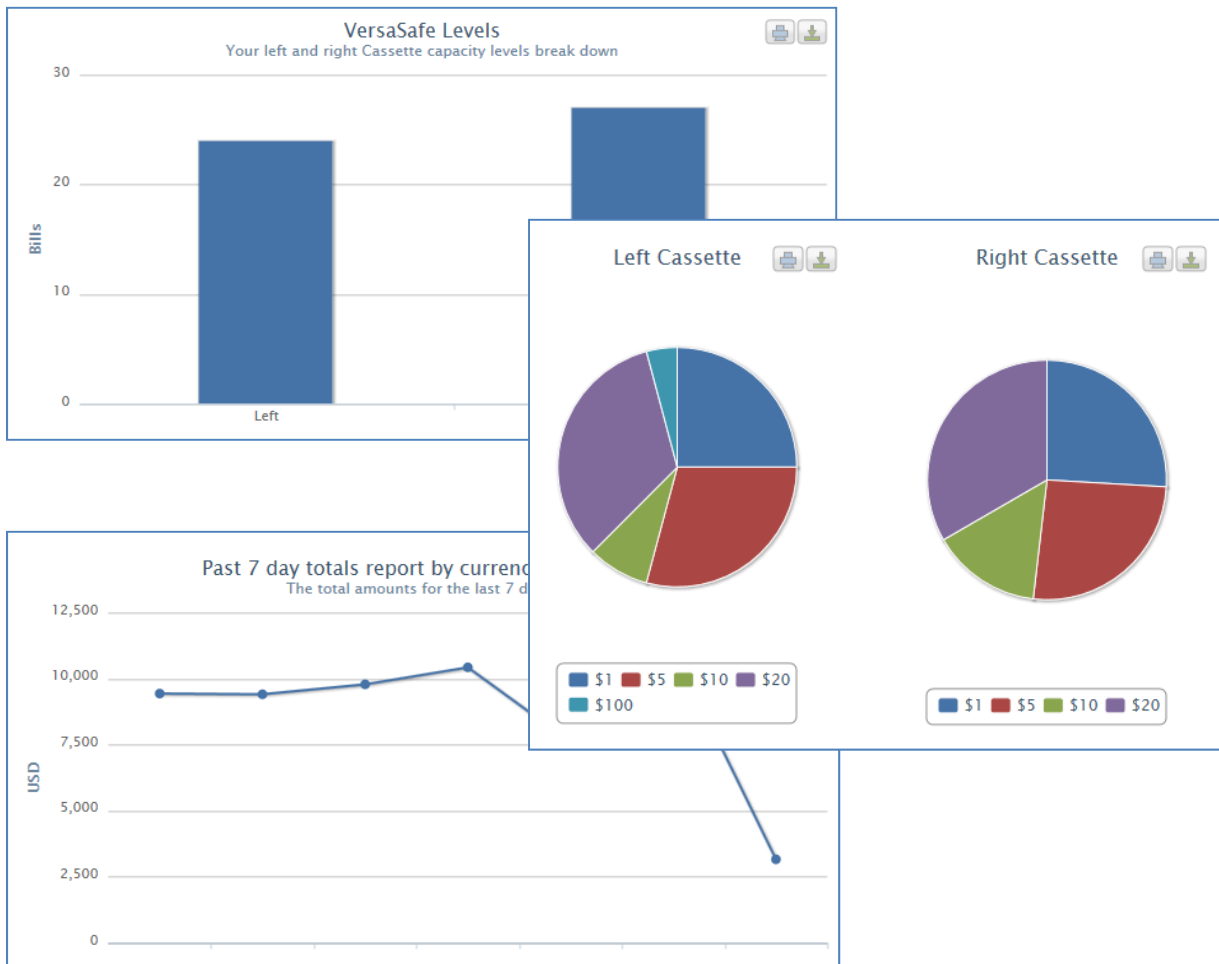 VersaSafe Levels
Your left and right Cassette capacity levels break down
30
20
10
0
Bills
Left
Left Cassette
Right Cassette
$1 $5 $10 $20
$100
$1 $5 $10 $20
Past 7 day totals report by currenc
The total amounts for the last 7 d
12,500
10,000
7,500
5,000
2,500
0
USD